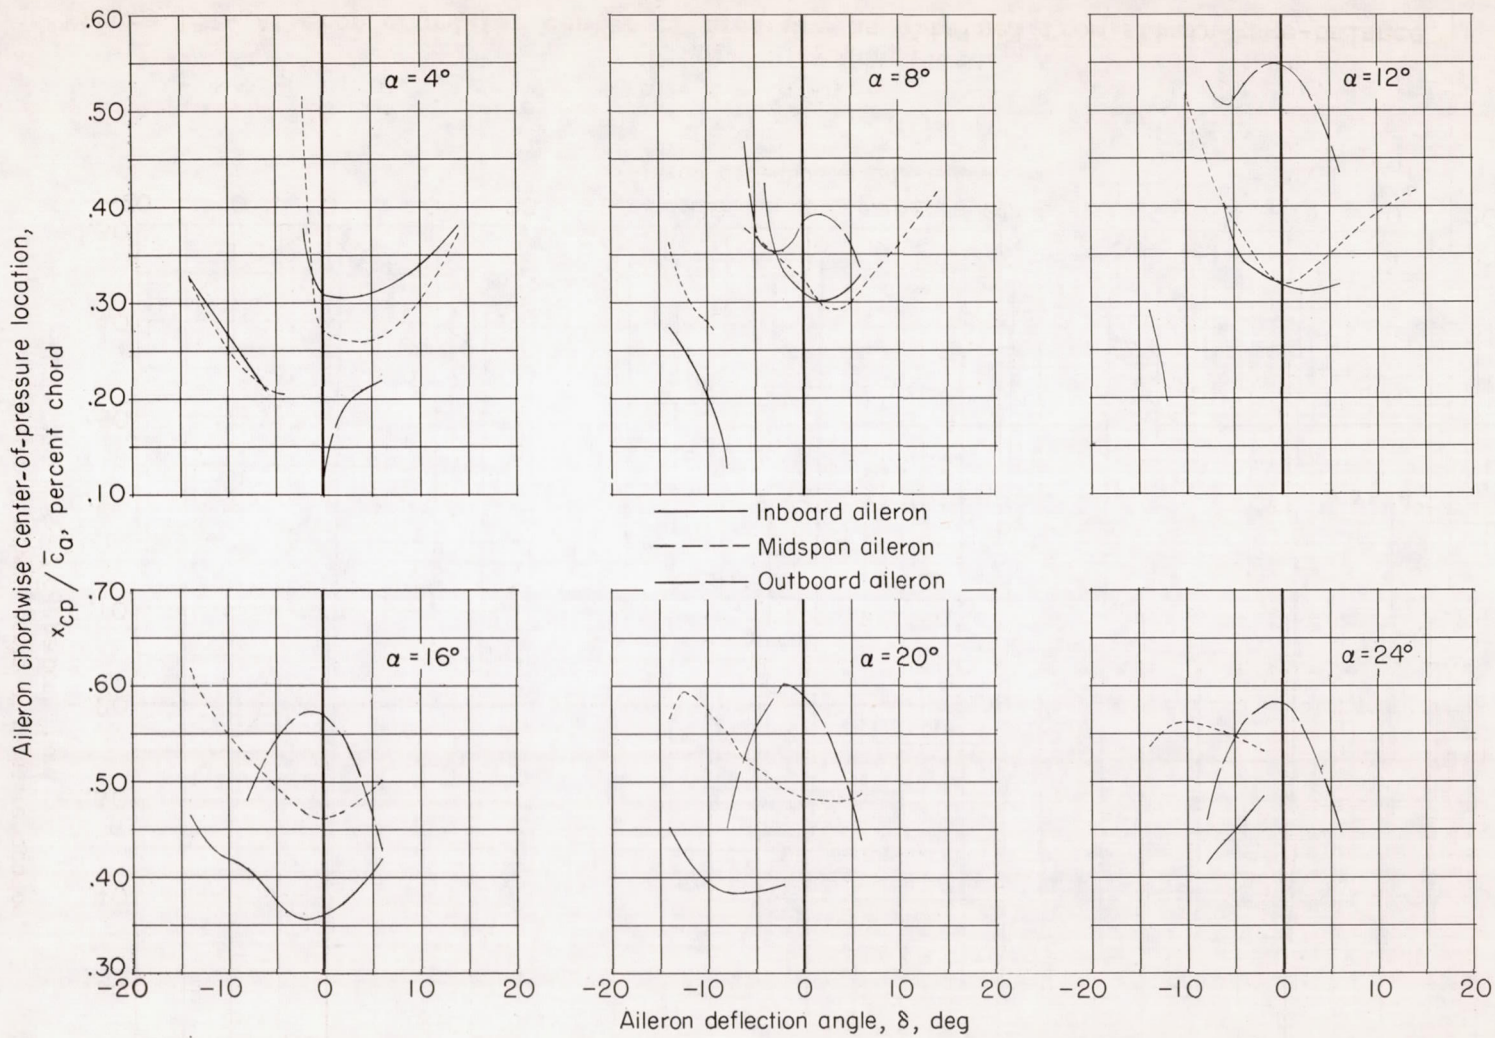 Aileron chordwise center-of-pressure location,
x_cp / c̄_a, percent chord
.60
.50
.40
.30
.20
.10
α = 4°
α = 8°
α = 12°
Inboard aileron
Midspan aileron
Outboard aileron
.70
.60
.50
.40
.30
α = 16°
α = 20°
α = 24°
-20 -10 0 10 20 -20 -10 0 10 20 -20 -10 0 10 20
Aileron deflection angle, δ, deg